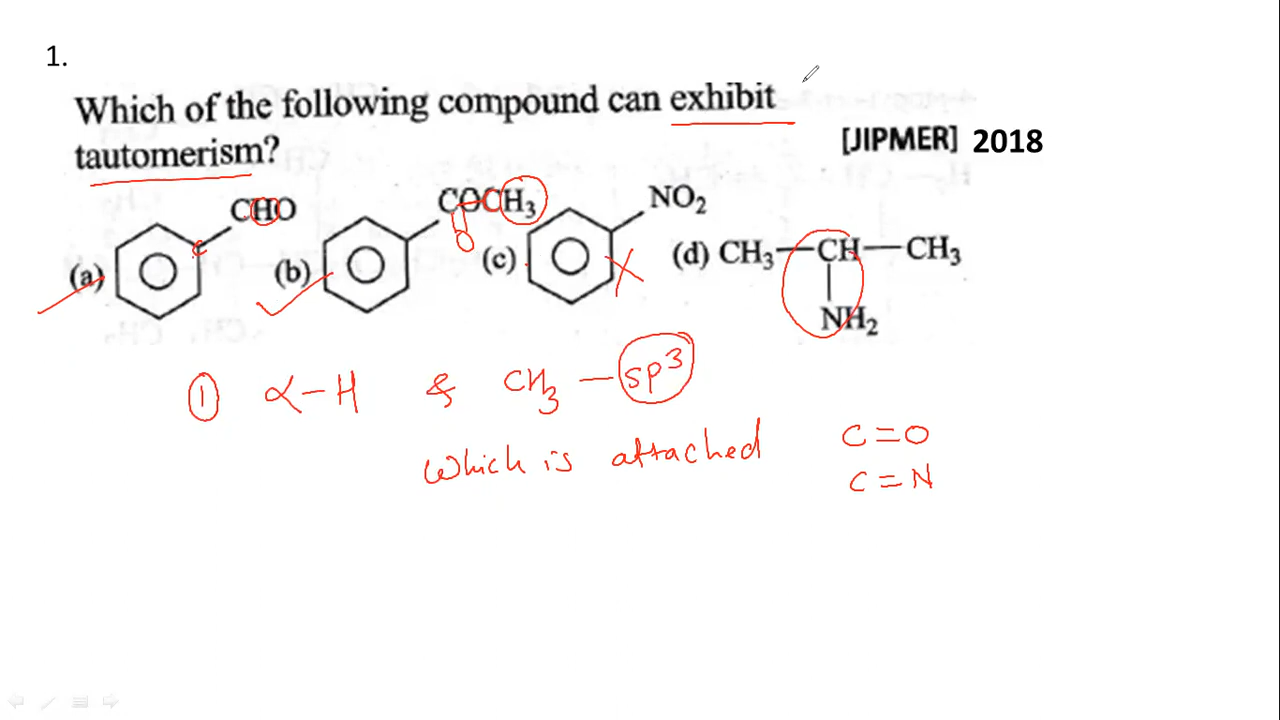 1.
Which of the following compound can exhibit
tautomerism?
[JIPMER] 2018
(a) CHO
(b) COCH₃
O
(c) NO₂
(d) CH₃—CH—CH₃
NH₂
① α-H & CH₃ — sp³
which is attached C=O
C=N